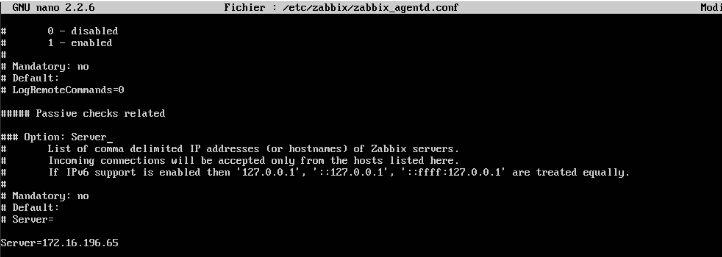 GNU nano 2.2.6 Fichier : /etc/zabbix/zabbix_agentd.conf Modi
# 0 - disabled
# 1 - enabled
#
# Mandatory: no
# Default:
# LogRemoteCommands=0
##### Passive checks related
### Option: Server_
# List of comma delimited IP addresses (or hostnames) of Zabbix servers.
# Incoming connections will be accepted only from the hosts listed here.
# If IPv6 support is enabled then '127.0.0.1', '::127.0.0.1', '::ffff:127.0.0.1' are treated equally.
#
# Mandatory: no
# Default:
# Server=
Server=172.16.196.65